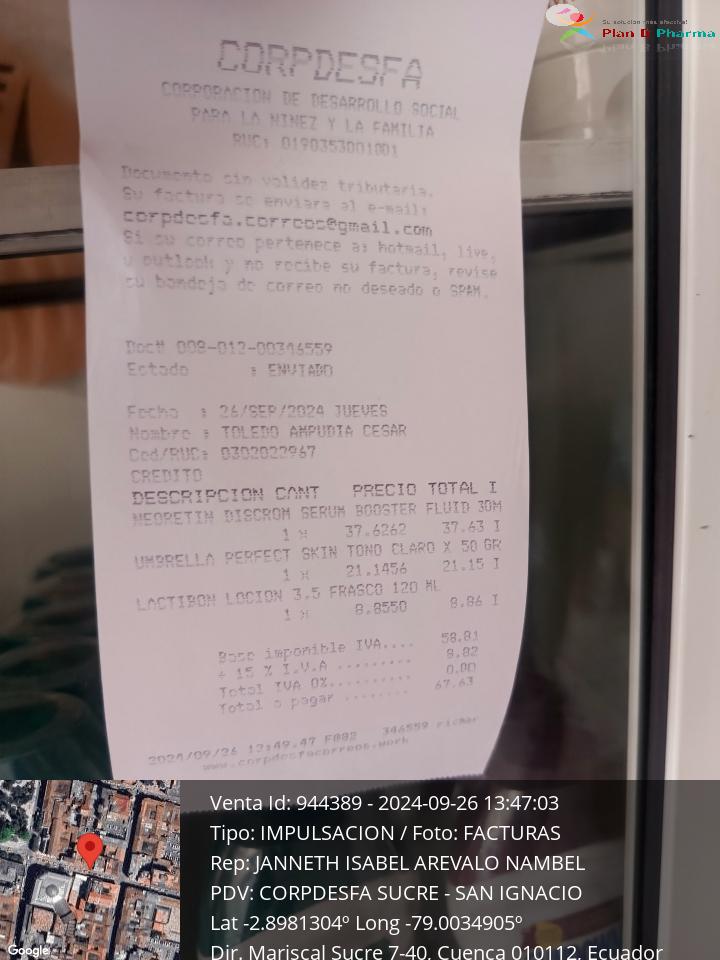 Su solución más efectiva!
Plan D Pharma
CORPDESFA
CORPORACION DE DESARROLLO SOCIAL
PARA LA NINEZ Y LA FAMILIA
RUC: 0190353001001
Documento sin validez tributaria.
Su factura se enviara al e-mail:
corpdesfa.correos@gmail.com
Si su correo pertenece a: hotmail, live,
u outlook y no recibe su factura, revise
su bandeja de correo no deseado o SPAM.
Doc# 008-012-00346559
Estado : ENVIADO
Fecha : 26/SEP/2024 JUEVES
Nombre : TOLEDO AMPUDIA CESAR
Ced/RUC: 0302022967
CREDITO
DESCRIPCION CANT PRECIO TOTAL I
NEORETIN DISCROM SERUM BOOSTER FLUID 30M
1 x 37.6262 37.63 I
UMBRELLA PERFECT SKIN TONO CLARO X 50 GR
1 x 21.1456 21.15 I
LACTIBON LOCION 3.5 FRASCO 120 ML
1 x 8.8550 8.86 I
Base imponible IVA.... 58.81
+ 15 % I.V.A ......... 8.82
Total IVA 0%.......... 0.00
Total a pagar ........ 67.63
2024/09/26 13:49.47 F002 346559 richar
www.corpdesfacorreos.work
Venta Id: 944389 - 2024-09-26 13:47:03
Tipo: IMPULSACION / Foto: FACTURAS
Rep: JANNETH ISABEL AREVALO NAMBEL
PDV: CORPDESFA SUCRE - SAN IGNACIO
Lat -2.8981304º Long -79.0034905º
Dir. Mariscal Sucre 7-40, Cuenca 010112, Ecuador
Google